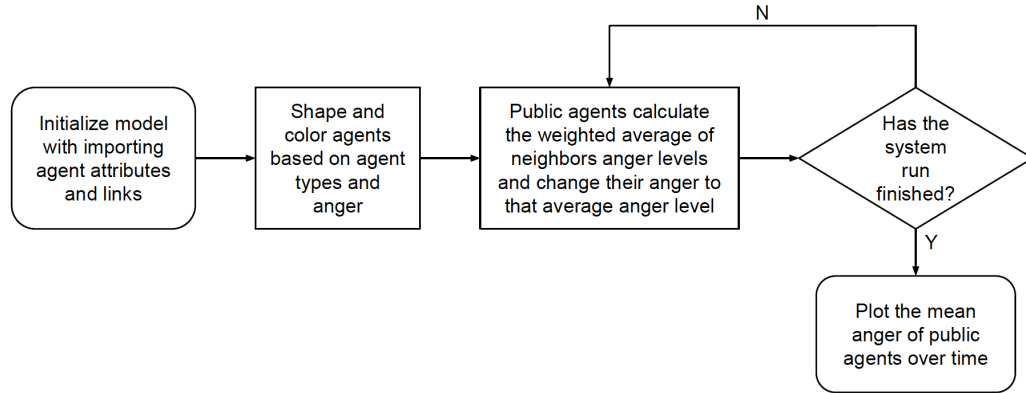 N
Initialize model
with importing
agent attributes
and links
Shape and
color agents
based on agent
types and
anger
Public agents calculate
the weighted average of
neighbors anger levels
and change their anger to
that average anger level
Has the
system
run
finished?
Y
Plot the mean
anger of public
agents over time